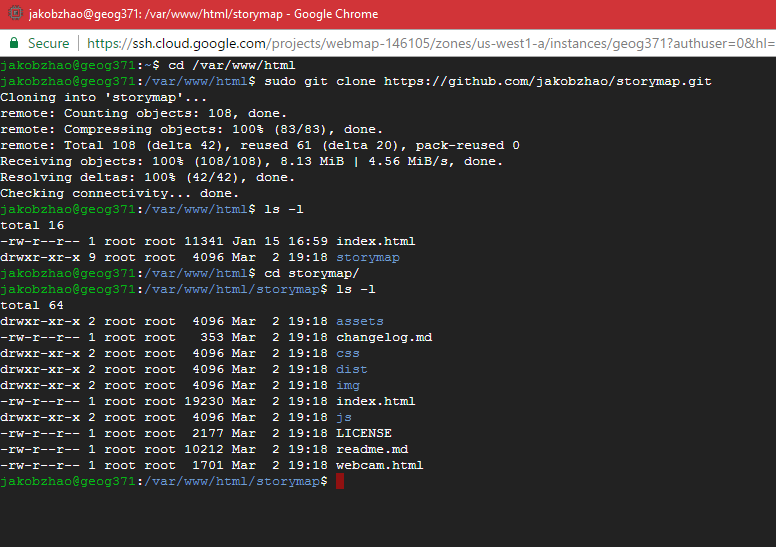 jakobzhao@geog371: /var/www/html/storymap - Google Chrome
Secure https://ssh.cloud.google.com/projects/webmap-146105/zones/us-west1-a/instances/geog371?authuser=0&hl=
jakobzhao@geog371:~$ cd /var/www/html
jakobzhao@geog371:/var/www/html$ sudo git clone https://github.com/jakobzhao/storymap.git
Cloning into 'storymap'...
remote: Counting objects: 108, done.
remote: Compressing objects: 100% (83/83), done.
remote: Total 108 (delta 42), reused 61 (delta 20), pack-reused 0
Receiving objects: 100% (108/108), 8.13 MiB | 4.56 MiB/s, done.
Resolving deltas: 100% (42/42), done.
Checking connectivity... done.
jakobzhao@geog371:/var/www/html$ ls -l
total 16
-rw-r--r-- 1 root root 11341 Jan 15 16:59 index.html
drwxr-xr-x 9 root root  4096 Mar  2 19:18 storymap
jakobzhao@geog371:/var/www/html$ cd storymap/
jakobzhao@geog371:/var/www/html/storymap$ ls -l
total 64
drwxr-xr-x 2 root root  4096 Mar  2 19:18 assets
-rw-r--r-- 1 root root   353 Mar  2 19:18 changelog.md
drwxr-xr-x 2 root root  4096 Mar  2 19:18 css
drwxr-xr-x 2 root root  4096 Mar  2 19:18 dist
drwxr-xr-x 2 root root  4096 Mar  2 19:18 img
-rw-r--r-- 1 root root 19230 Mar  2 19:18 index.html
drwxr-xr-x 2 root root  4096 Mar  2 19:18 js
-rw-r--r-- 1 root root  2177 Mar  2 19:18 LICENSE
-rw-r--r-- 1 root root 10212 Mar  2 19:18 readme.md
-rw-r--r-- 1 root root  1701 Mar  2 19:18 webcam.html
jakobzhao@geog371:/var/www/html/storymap$